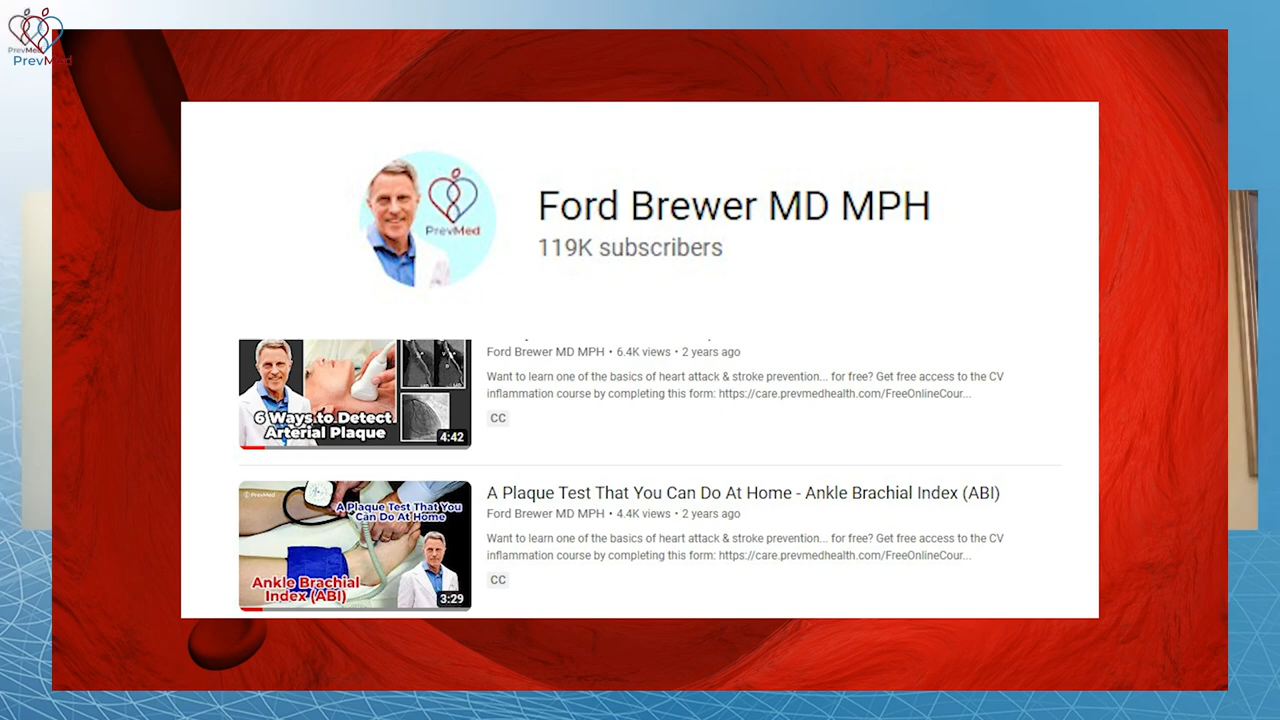 PrevMed
PrevMed
PrevMed
Ford Brewer MD MPH
119K subscribers
6 Ways to Detect
Arterial Plaque
4:42
Ford Brewer MD MPH • 6.4K views • 2 years ago
Want to learn one of the basics of heart attack & stroke prevention... for free? Get free access to the CV
inflammation course by completing this form: https://care.prevmedhealth.com/FreeOnlineCour...
CC
PrevMed
A Plaque Test That You
Can Do At Home
Ankle Brachial
Index (ABI)
3:29
A Plaque Test That You Can Do At Home - Ankle Brachial Index (ABI)
Ford Brewer MD MPH • 4.4K views • 2 years ago
Want to learn one of the basics of heart attack & stroke prevention... for free? Get free access to the CV
inflammation course by completing this form: https://care.prevmedhealth.com/FreeOnlineCour...
CC